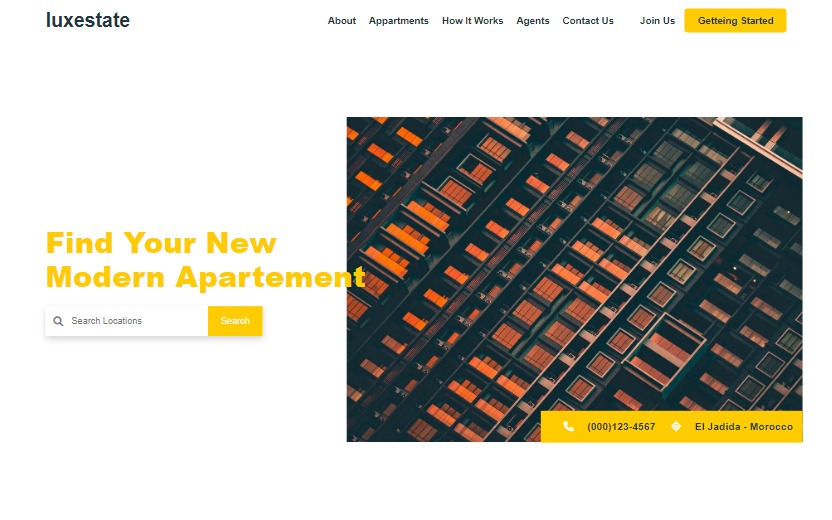 luxestate
About Appartments How It Works Agents Contact Us Join Us Getteing Started
Find Your New
Modern Apartement
Search Locations Search
(000)123-4567 El Jadida - Morocco